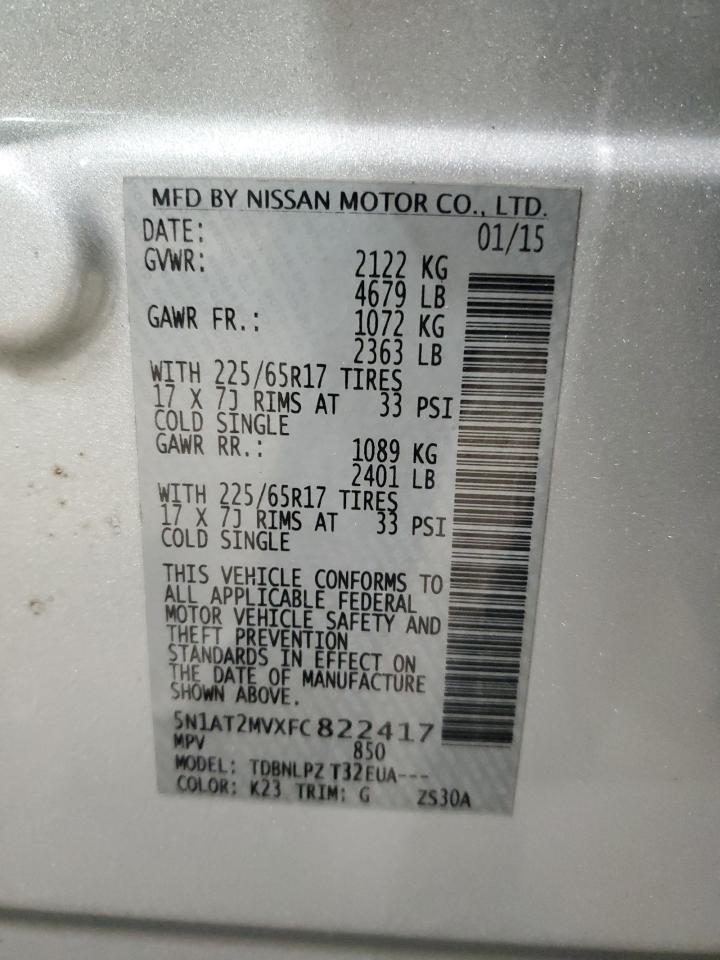 MFD BY NISSAN MOTOR CO., LTD.
DATE: 01/15
GVWR: 2122 KG
4679 LB
GAWR FR.: 1072 KG
2363 LB
WITH 225/65R17 TIRES
17 X 7J RIMS AT 33 PSI
COLD SINGLE
GAWR RR.: 1089 KG
2401 LB
WITH 225/65R17 TIRES
17 X 7J RIMS AT 33 PSI
COLD SINGLE
THIS VEHICLE CONFORMS TO
ALL APPLICABLE FEDERAL
MOTOR VEHICLE SAFETY AND
THEFT PREVENTION
STANDARDS IN EFFECT ON
THE DATE OF MANUFACTURE
SHOWN ABOVE.
5N1AT2MVXFC822417
MPV 850
MODEL: TDBNLPZ T32EUA---
COLOR: K23 TRIM: G ZS30A